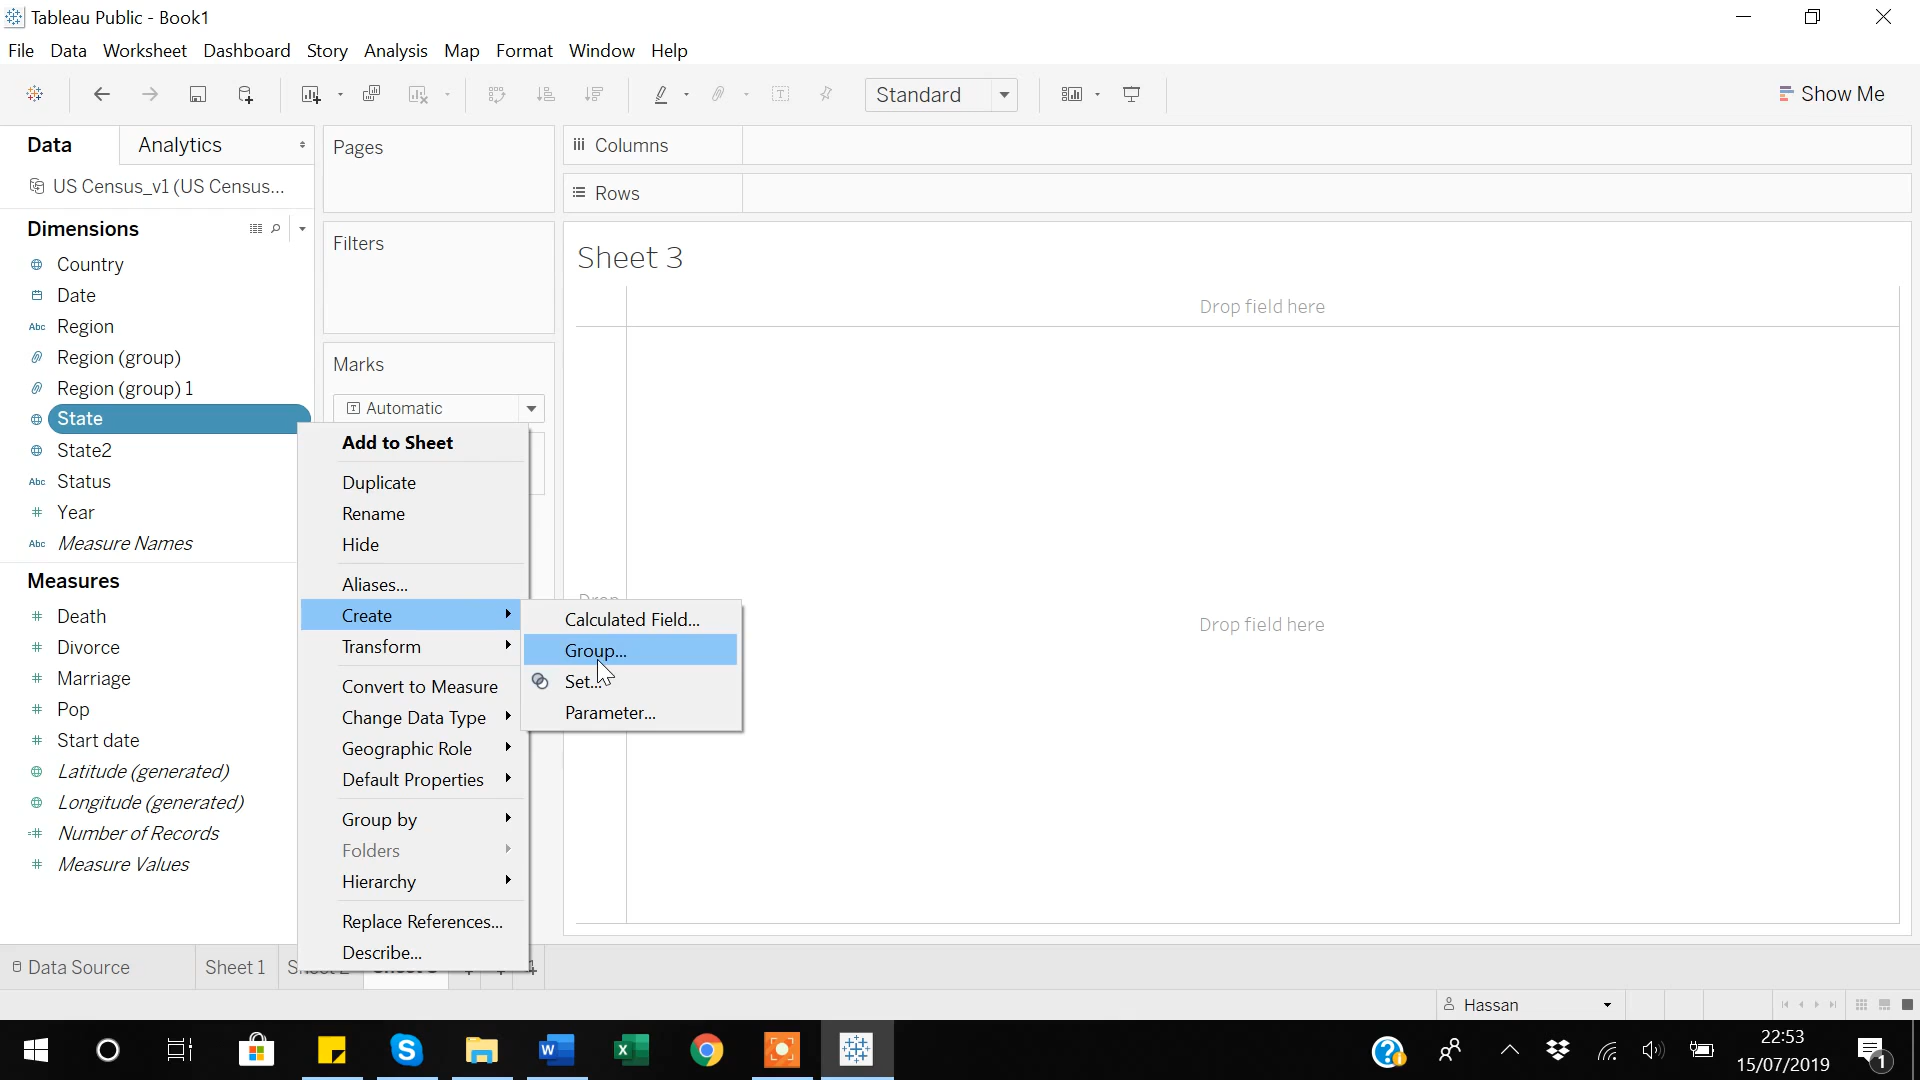 Tableau Public - Book1
File Data Worksheet Dashboard Story Analysis Map Format Window Help
Standard
Show Me
Data
Analytics
US Census_v1 (US Census...
Dimensions
Country
Date
Abc Region
Region (group)
Region (group) 1
State
State2
Abc Status
Year
Abc Measure Names
Measures
Death
Divorce
Marriage
Pop
Start date
Latitude (generated)
Longitude (generated)
Number of Records
Measure Values
Pages
Filters
Marks
Automatic
Columns
Rows
Sheet 3
Drop field here
Drop
Drop field here
Add to Sheet
Duplicate
Rename
Hide
Aliases...
Create
Transform
Convert to Measure
Change Data Type
Geographic Role
Default Properties
Group by
Folders
Hierarchy
Replace References...
Describe...
Calculated Field...
Group...
Set...
Parameter...
Data Source
Sheet 1
Hassan
22:53
15/07/2019
1